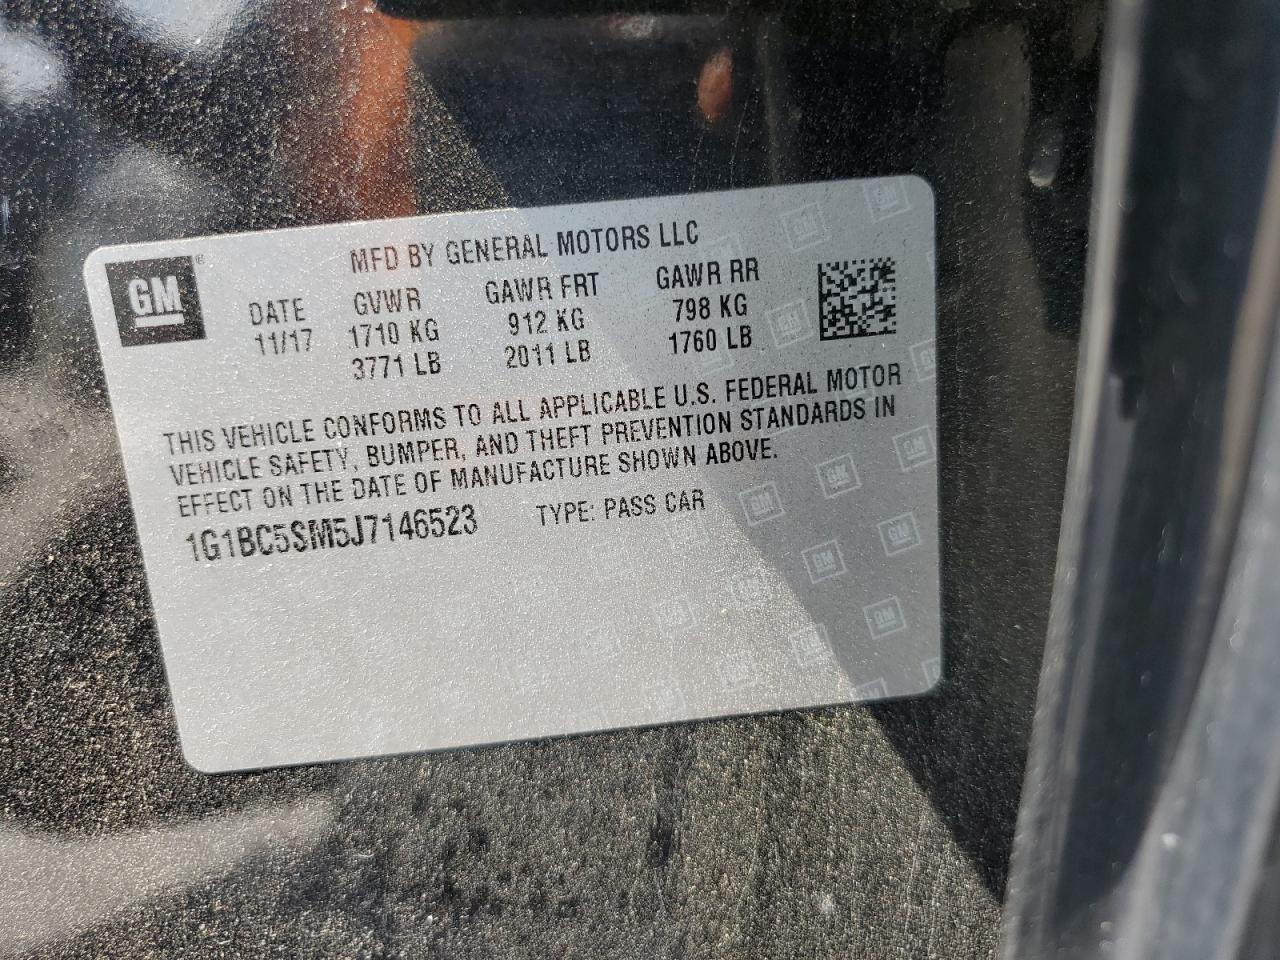 GM®
MFD BY GENERAL MOTORS LLC
DATE GVWR GAWR FRT GAWR RR
11/17 1710 KG 912 KG 798 KG
3771 LB 2011 LB 1760 LB
THIS VEHICLE CONFORMS TO ALL APPLICABLE U.S. FEDERAL MOTOR
VEHICLE SAFETY, BUMPER, AND THEFT PREVENTION STANDARDS IN
EFFECT ON THE DATE OF MANUFACTURE SHOWN ABOVE.
1G1BC5SM5J7146523 TYPE: PASS CAR